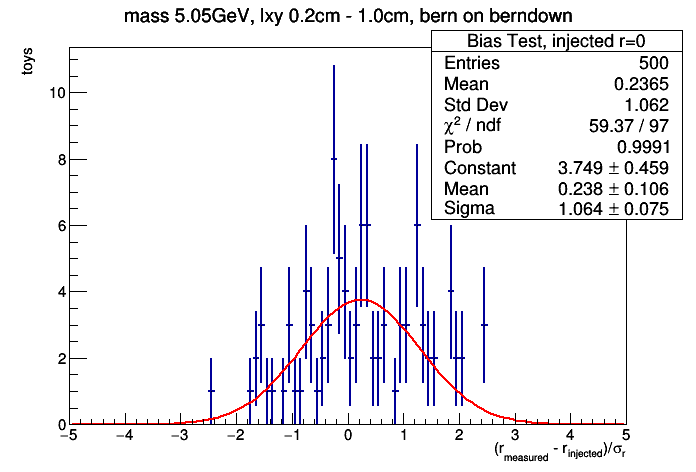 mass 5.05GeV, lxy 0.2cm - 1.0cm, bern on berndown
Bias Test, injected r=0
Entries 500
Mean 0.2365
Std Dev 1.062
χ² / ndf 59.37 / 97
Prob 0.9991
Constant 3.749 ± 0.459
Mean 0.238 ± 0.106
Sigma 1.064 ± 0.075
toys
10
8
6
4
2
0
−5 −4 −3 −2 −1 0 1 2 3 4 5
(r_measured - r_injected)/σ_r